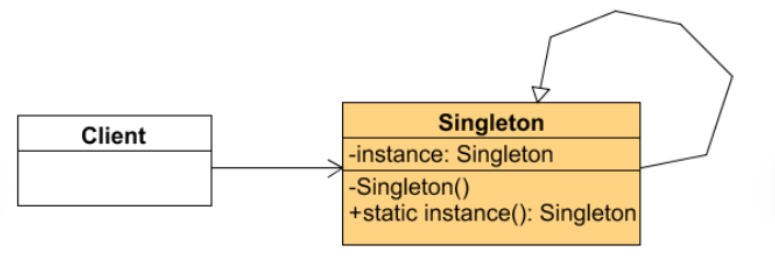 Client
Singleton
-instance: Singleton
-Singleton()
+static instance(): Singleton